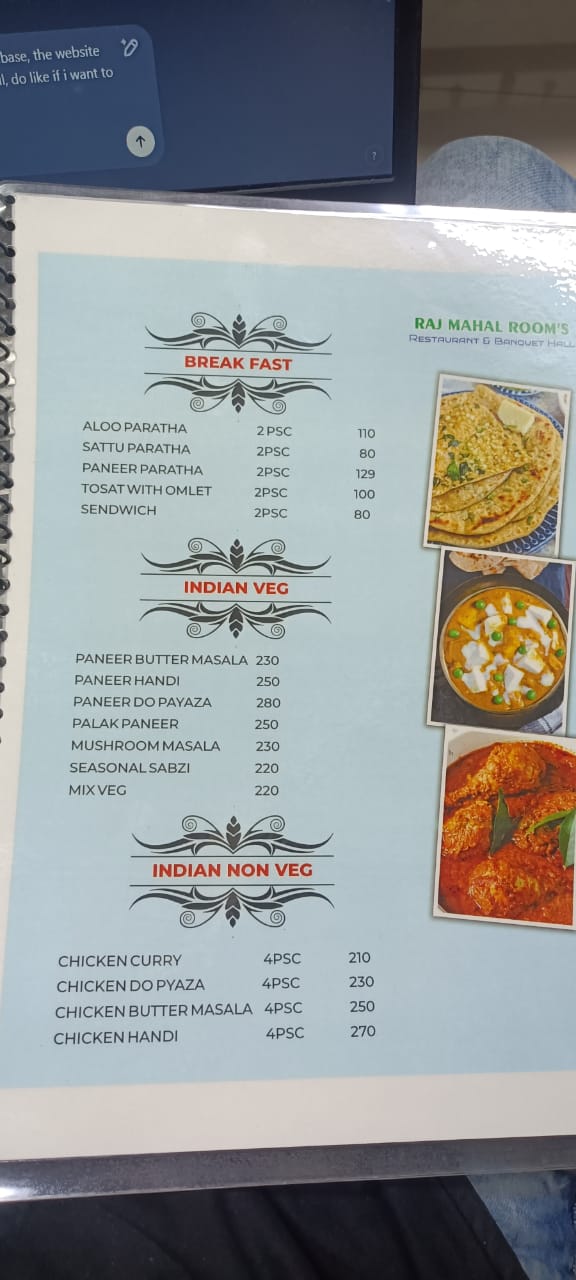 base, the website
l, do like if i want to
?
RAJ MAHAL ROOM'S
RESTAURANT & BANQUET HALL
BREAK FAST
ALOO PARATHA 2 PSC 110
SATTU PARATHA 2PSC 80
PANEER PARATHA 2PSC 129
TOSAT WITH OMLET 2PSC 100
SENDWICH 2PSC 80
INDIAN VEG
PANEER BUTTER MASALA 230
PANEER HANDI 250
PANEER DO PAYAZA 280
PALAK PANEER 250
MUSHROOM MASALA 230
SEASONAL SABZI 220
MIX VEG 220
INDIAN NON VEG
CHICKEN CURRY 4PSC 210
CHICKEN DO PYAZA 4PSC 230
CHICKEN BUTTER MASALA 4PSC 250
CHICKEN HANDI 4PSC 270